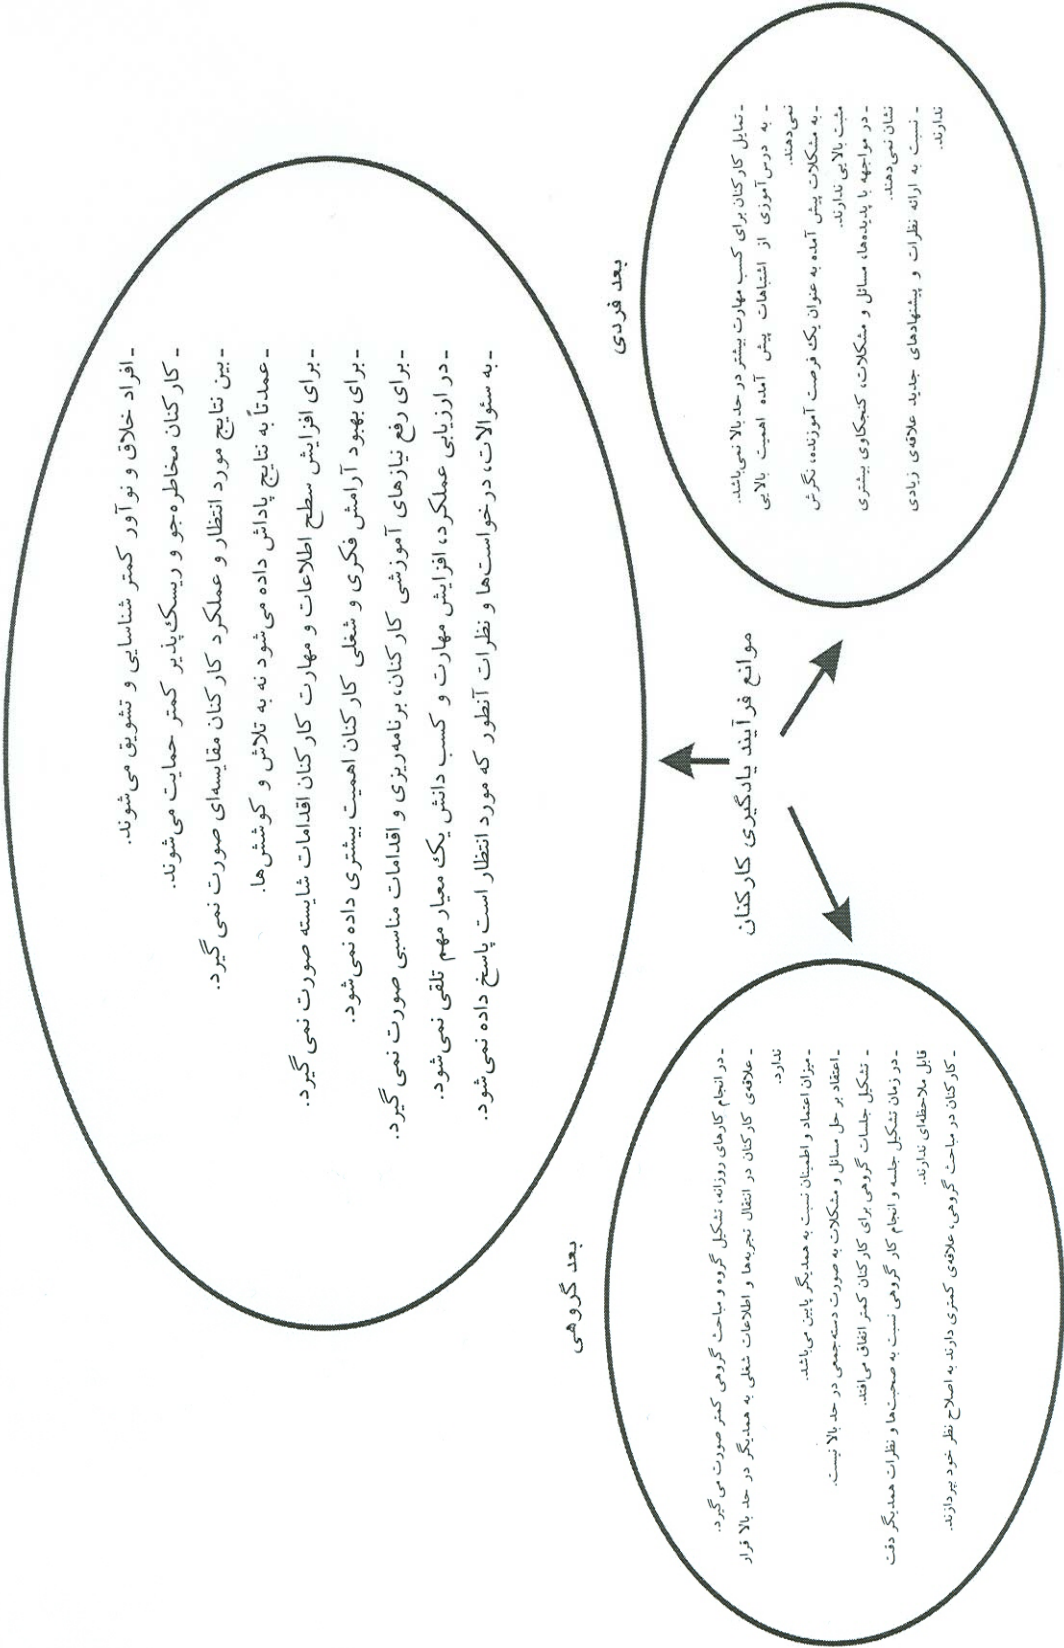 - افراد خلاق و نوآور کمتر شناسایی و تشویق می‌شوند.
- کارکنان مخاطره‌جو و ریسک‌پذیر کمتر حمایت می‌شوند.
- بین نتایج مورد انتظار و عملکرد کارکنان مقایسه‌ای صورت نمی‌گیرد.
- عمدتاً به نتایج پاداش داده می‌شود نه به تلاش و کوشش‌ها.
- برای افزایش سطح اطلاعات و مهارت کارکنان اقدامات شایسته صورت نمی‌گیرد.
- برای بهبود آرامش فکری و شغلی کارکنان اهمیت بیشتری داده نمی‌شود.
- برای رفع نیازهای آموزشی کارکنان، برنامه‌ریزی و اقدامات مناسبی صورت نمی‌گیرد.
- در ارزیابی عملکرد، افزایش مهارت و کسب دانش یک معیار مهم تلقی نمی‌شود.
- به سئوالات، درخواست‌ها و نظرات آنطور که مورد انتظار است پاسخ داده نمی‌شود.
بعد فردی
- تمایل کارکنان برای کسب مهارت بیشتر در حد بالا نمی‌باشد.
- به درس‌آموزی از اشتباهات پیش آمده اهمیت بالایی
نمی‌دهند.
- به مشکلات پیش آمده به عنوان یک فرصت آموزنده، نگرش
مثبت بالایی ندارند.
- در مواجهه با پدیده‌ها، مسائل و مشکلات، کنجکاوی بیشتری
نشان نمی‌دهند.
- نسبت به ارائه نظرات و پیشنهادهای جدید علاقه‌ی زیادی
ندارند.
موانع فرآیند یادگیری کارکنان
بعد گروهی
- در انجام کارهای روزانه، تشکیل گروه و مباحث گروهی کمتر صورت می‌گیرد.
- علاقه‌ی کارکنان در انتقال تجربه‌ها و اطلاعات شغلی به همدیگر در حد بالا قرار
ندارد.
- میزان اعتماد و اطمینان نسبت به همدیگر پایین می‌باشد.
- اعتقاد بر حل مسائل و مشکلات به صورت دسته‌جمعی در حد بالا نیست.
- تشکیل جلسات گروهی برای کارکنان کمتر اتفاق می‌افتد.
- در زمان تشکیل جلسه و انجام کار گروهی نسبت به صحبت‌ها و نظرات همدیگر دقت
قابل ملاحظه‌ای ندارند.
- کارکنان در مباحث گروهی، علاقه‌ی کمتری دارند به اصلاح نظر خود بپردازند.